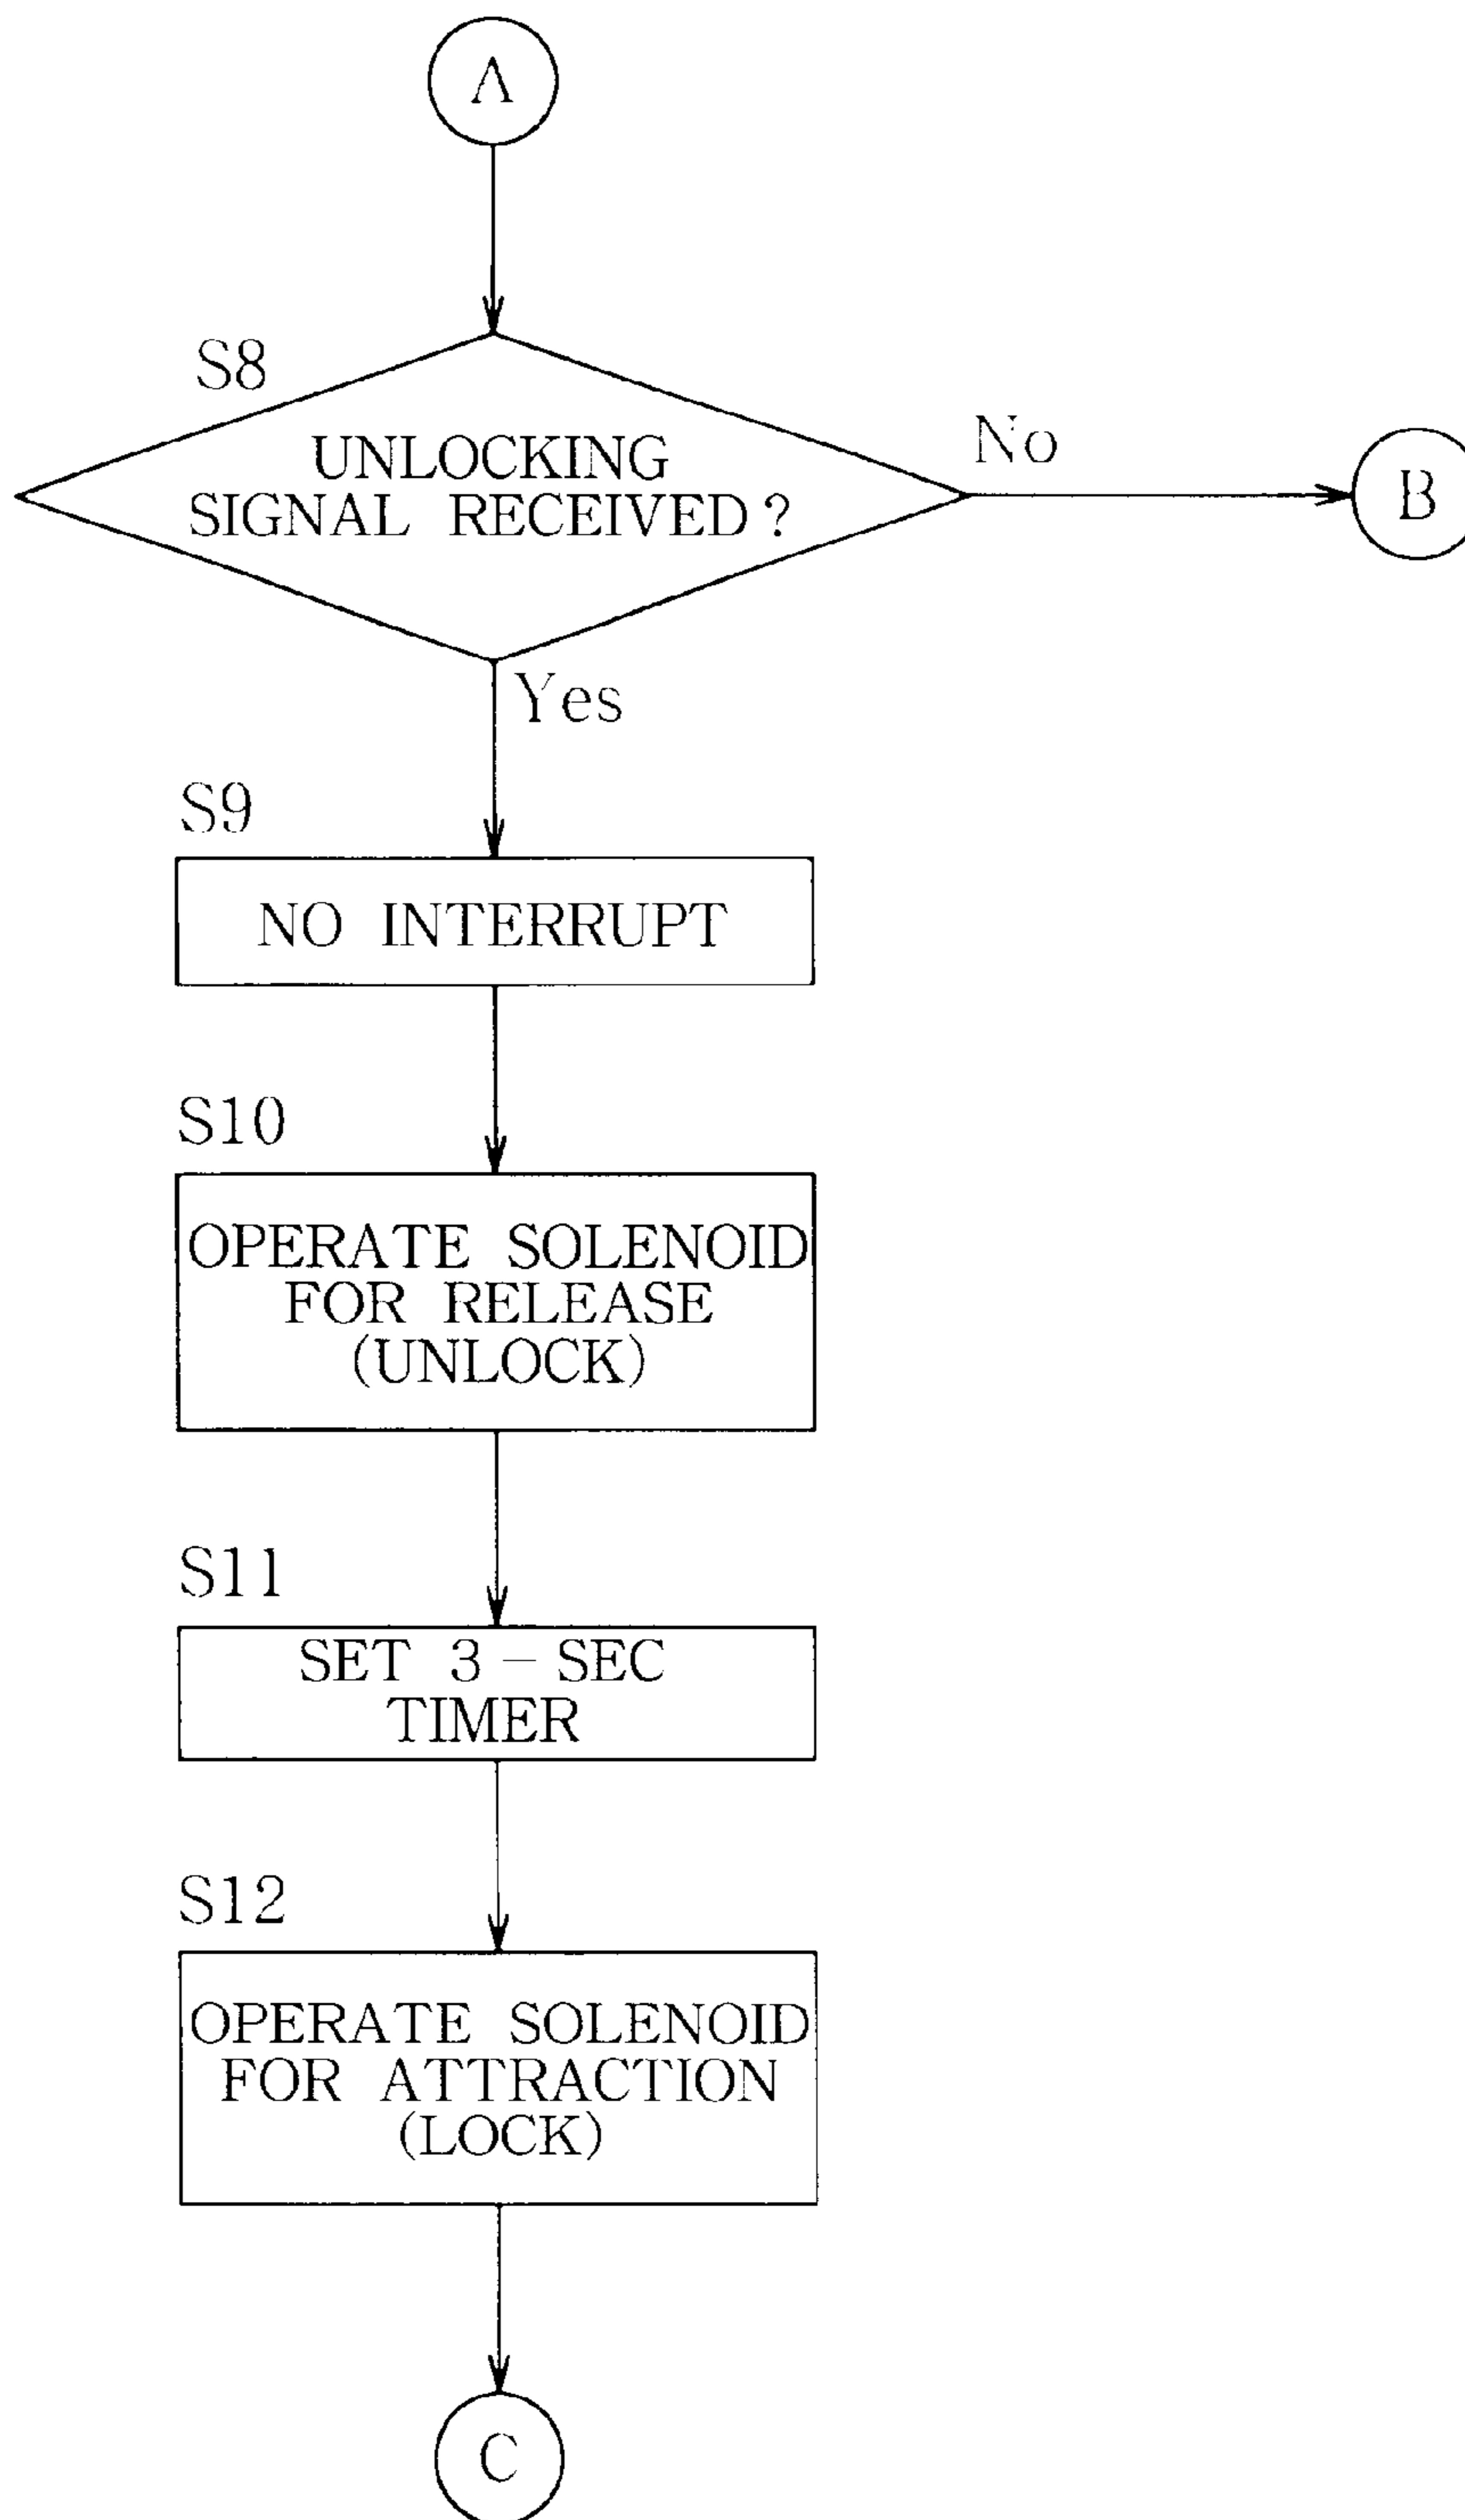 A
S8
UNLOCKING
SIGNAL RECEIVED?
No
B
Yes
S9
NO INTERRUPT
S10
OPERATE SOLENOID
FOR RELEASE
(UNLOCK)
S11
SET 3-SEC
TIMER
S12
OPERATE SOLENOID
FOR ATTRACTION
(LOCK)
C